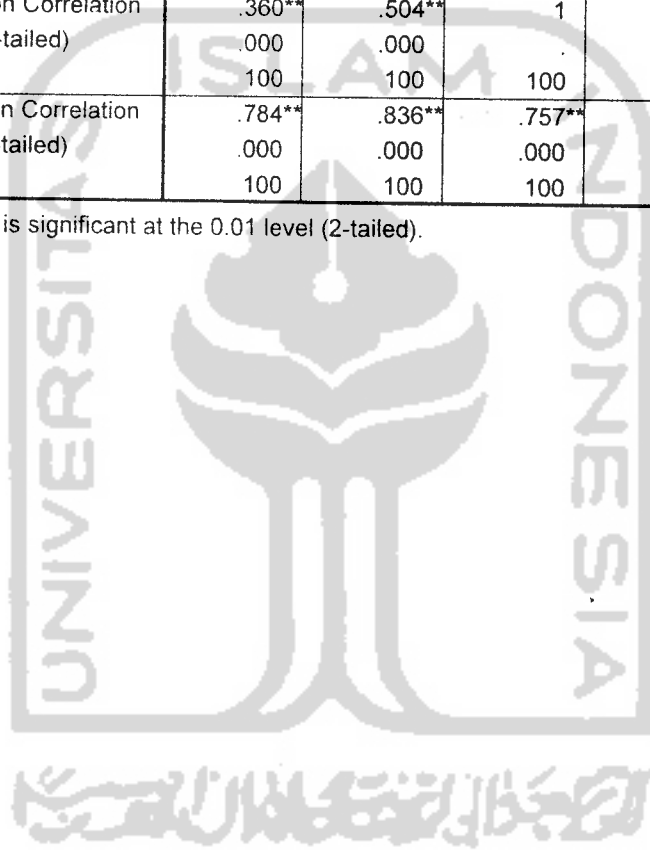 on Correlation .360** .504** 1
-tailed) .000 .000 .
100 100 100
n Correlation .784** .836** .757**
tailed) .000 .000 .000
100 100 100
is significant at the 0.01 level (2-tailed).
UNIVERSITAS
ISLAM
INDONESIA